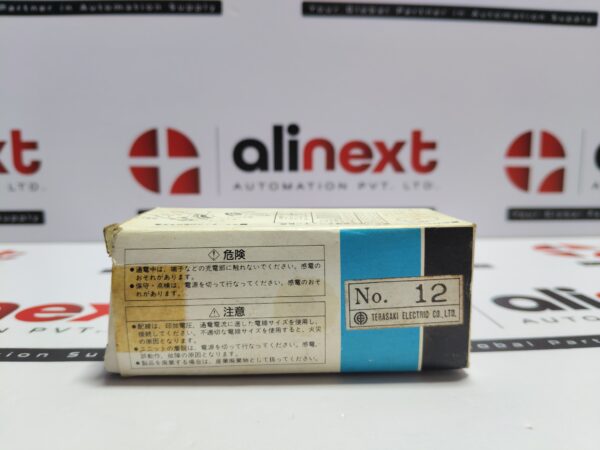 Your Global Partner in Automation Supply
alinext
AUTOMATION PVT. LTD.
危険
●通電中は、端子などの充電部に触れないでください。感電の
おそれがあります。
●保守・点検は、電源を切って行なってください。感電のおそ
れがあります。
注意
●配線は、印加電圧、通電電流に適した電線サイズを使用し、
接続してください。不適切な電線サイズを使用すると、火災
の原因となります。
●ユニットの着脱は、電源を切って行なってください。感電、
誤動作、故障の原因となります。
●製品を廃棄する場合は、産業廃棄物として扱ってください。
No. 12
TERASAKI ELECTRIC CO., LTD.